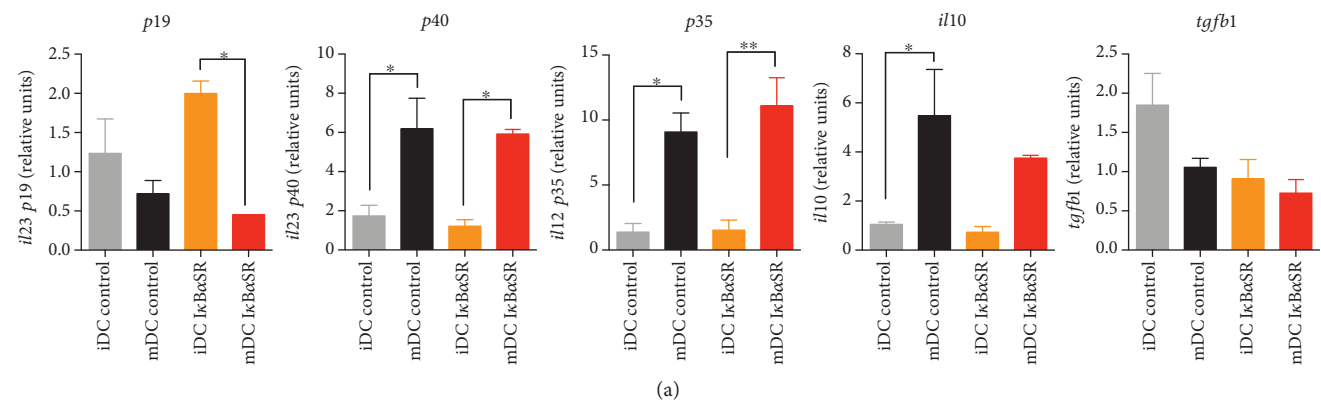 p19
il23 p19 (relative units)
2.5
2.0
1.5
1.0
0.5
0.0
*
iDC control
mDC control
iDC IκBαSR
mDC IκBαSR
p40
il23 p40 (relative units)
10
8
6
4
2
0
*
*
iDC control
mDC control
iDC IκBαSR
mDC IκBαSR
p35
il12 p35 (relative units)
15
10
5
0
*
**
iDC control
mDC control
iDC IκBαSR
mDC IκBαSR
il10
il10 (relative units)
8
6
4
2
0
*
iDC control
mDC control
iDC IκBαSR
mDC IκBαSR
tgfb1
tgfb1 (relative units)
2.5
2.0
1.5
1.0
0.5
0.0
iDC control
mDC control
iDC IκBαSR
mDC IκBαSR
(a)